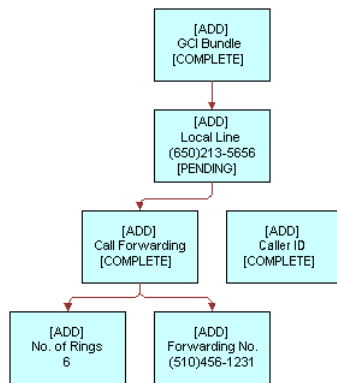 [ADD]
GCI Bundle
[COMPLETE]
[ADD]
Local Line
(650)213-5656
[PENDING]
[ADD]
Call Forwarding
[COMPLETE]
[ADD]
Caller ID
[COMPLETE]
[ADD]
No. of Rings
6
[ADD]
Forwarding No.
(510)456-1231